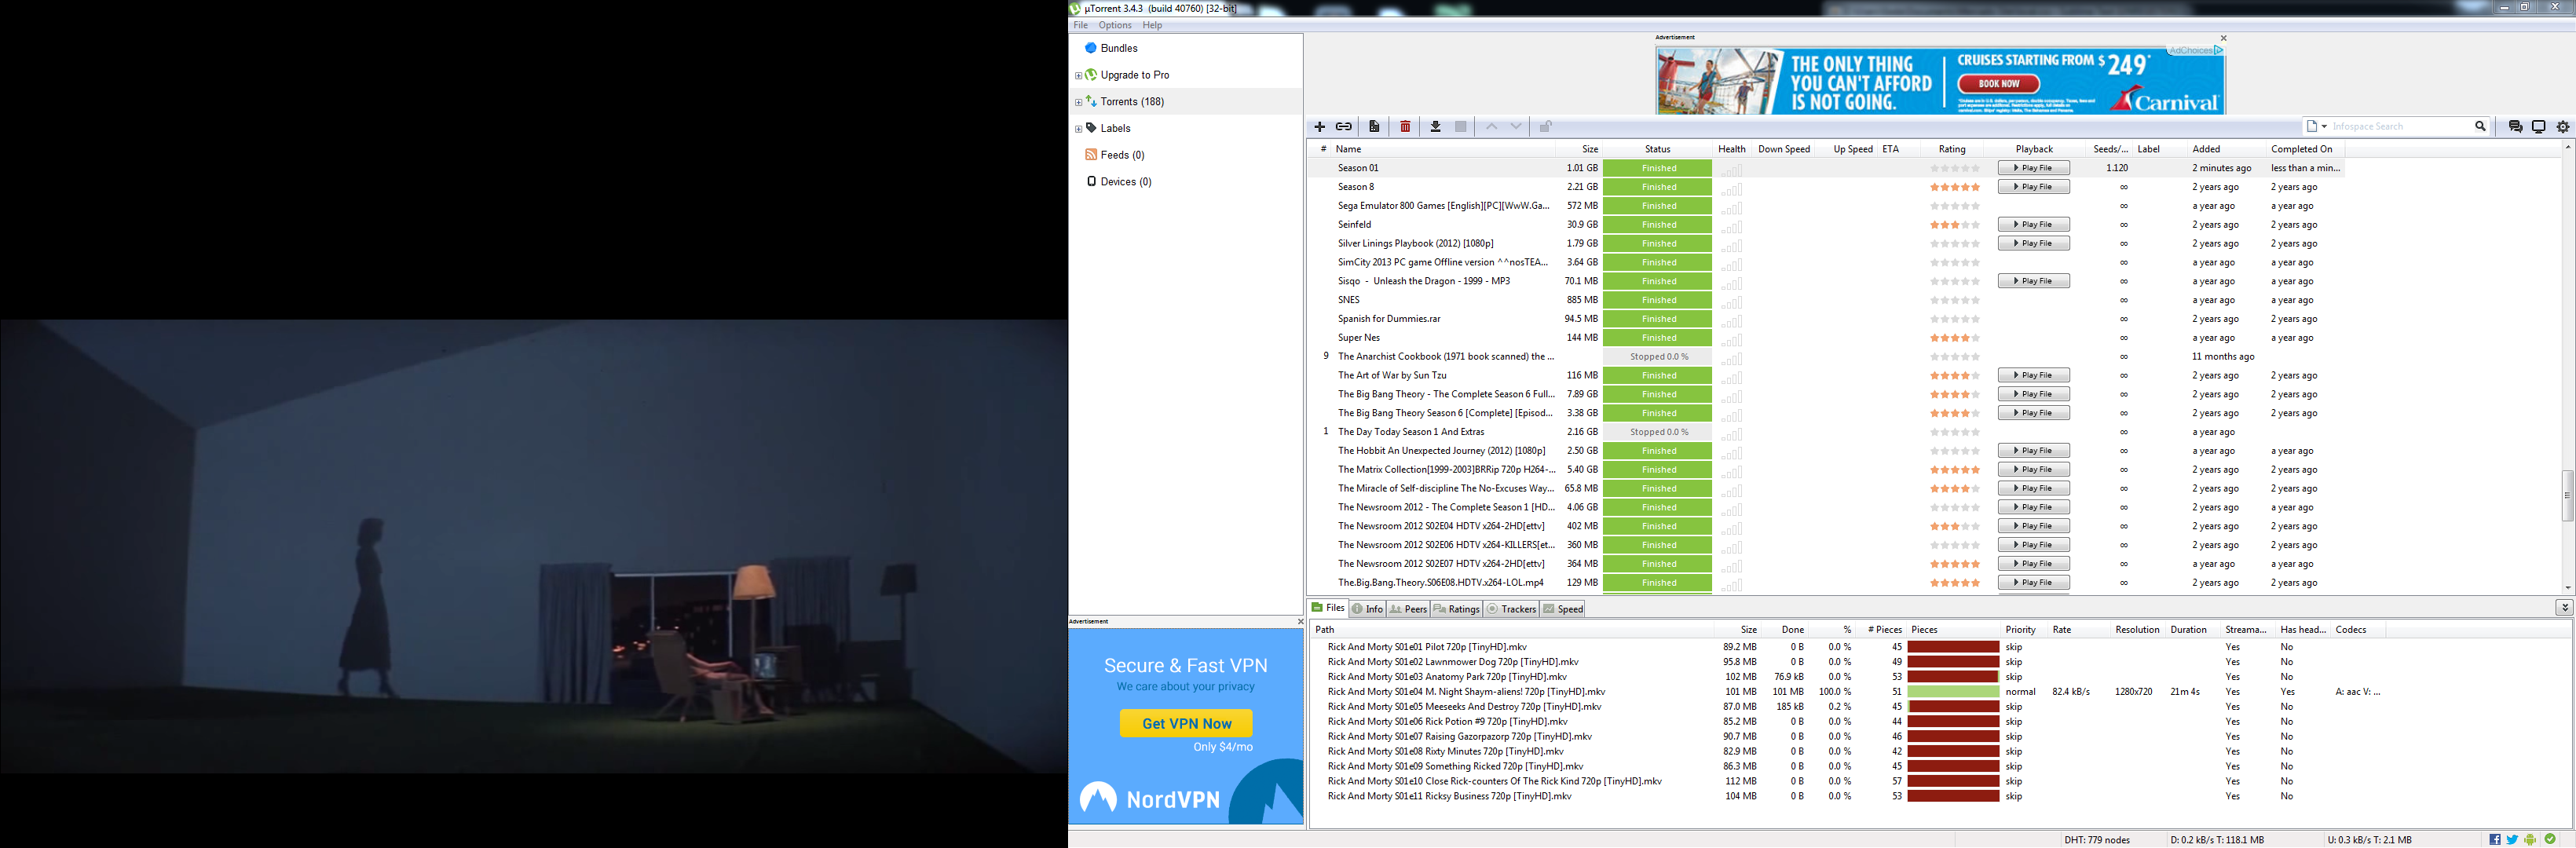 µTorrent 3.4.3 (build 40760) [32-bit]
File Options Help
Bundles
Upgrade to Pro
Torrents (188)
Labels
Feeds (0)
Devices (0)
Advertisement
Secure & Fast VPN
We care about your privacy
Get VPN Now
Only $4/mo
NordVPN
Advertisement
AdChoices
THE ONLY THING
YOU CAN'T AFFORD
IS NOT GOING.
CRUISES STARTING FROM $249*
BOOK NOW
Carnival
Infospace Search
# Name Size Status Health Down Speed Up Speed ETA Rating Playback Seeds/... Label Added Completed On
Season 01 1.01 GB Finished Play File 1.120 2 minutes ago less than a min...
Season 8 2.21 GB Finished Play File ∞ 2 years ago 2 years ago
Sega Emulator 800 Games [English][PC][WwW.Ga... 572 MB Finished ∞ a year ago a year ago
Seinfeld 30.9 GB Finished Play File ∞ 2 years ago 2 years ago
Silver Linings Playbook (2012) [1080p] 1.79 GB Finished Play File ∞ 2 years ago 2 years ago
SimCity 2013 PC game Offline version ^^nosTEA... 3.64 GB Finished ∞ a year ago a year ago
Sisqo - Unleash the Dragon - 1999 - MP3 70.1 MB Finished Play File ∞ a year ago a year ago
SNES 885 MB Finished ∞ a year ago a year ago
Spanish for Dummies.rar 94.5 MB Finished ∞ 2 years ago 2 years ago
Super Nes 144 MB Finished ∞ a year ago a year ago
9 The Anarchist Cookbook (1971 book scanned) the ... Stopped 0.0 % ∞ 11 months ago
The Art of War by Sun Tzu 116 MB Finished Play File ∞ 2 years ago 2 years ago
The Big Bang Theory - The Complete Season 6 Full... 7.89 GB Finished Play File ∞ 2 years ago 2 years ago
The Big Bang Theory Season 6 [Complete] [Episod... 3.38 GB Finished Play File ∞ 2 years ago 2 years ago
1 The Day Today Season 1 And Extras 2.16 GB Stopped 0.0 % ∞ a year ago
The Hobbit An Unexpected Journey (2012) [1080p] 2.50 GB Finished Play File ∞ a year ago a year ago
The Matrix Collection[1999-2003]BRRip 720p H264-... 5.40 GB Finished Play File ∞ 2 years ago 2 years ago
The Miracle of Self-discipline The No-Excuses Way... 65.8 MB Finished Play File ∞ 2 years ago 2 years ago
The Newsroom 2012 - The Complete Season 1 [HD... 4.06 GB Finished Play File ∞ 2 years ago a year ago
The Newsroom 2012 S02E04 HDTV x264-2HD[ettv] 402 MB Finished Play File ∞ 2 years ago 2 years ago
The Newsroom 2012 S02E06 HDTV x264-KILLERS[et... 360 MB Finished Play File ∞ 2 years ago 2 years ago
The Newsroom 2012 S02E07 HDTV x264-2HD[ettv] 364 MB Finished Play File ∞ a year ago a year ago
The.Big.Bang.Theory.S06E08.HDTV.x264-LOL.mp4 129 MB Finished Play File ∞ 2 years ago 2 years ago
Files Info Peers Ratings Trackers Speed
Path Size Done % # Pieces Pieces Priority Rate Resolution Duration Streama... Has head... Codecs
Rick And Morty S01e01 Pilot 720p [TinyHD].mkv 89.2 MB 0 B 0.0 % 45 skip Yes No
Rick And Morty S01e02 Lawnmower Dog 720p [TinyHD].mkv 95.8 MB 0 B 0.0 % 49 skip Yes No
Rick And Morty S01e03 Anatomy Park 720p [TinyHD].mkv 102 MB 76.9 kB 0.0 % 53 skip Yes No
Rick And Morty S01e04 M. Night Shaym-aliens! 720p [TinyHD].mkv 101 MB 101 MB 100.0 % 51 normal 82.4 kB/s 1280x720 21m 4s Yes Yes A: aac V: ...
Rick And Morty S01e05 Meeseeks And Destroy 720p [TinyHD].mkv 87.0 MB 185 kB 0.2 % 45 skip Yes No
Rick And Morty S01e06 Rick Potion #9 720p [TinyHD].mkv 85.2 MB 0 B 0.0 % 44 skip Yes No
Rick And Morty S01e07 Raising Gazorpazorp 720p [TinyHD].mkv 90.7 MB 0 B 0.0 % 46 skip Yes No
Rick And Morty S01e08 Rixty Minutes 720p [TinyHD].mkv 82.9 MB 0 B 0.0 % 42 skip Yes No
Rick And Morty S01e09 Something Ricked 720p [TinyHD].mkv 86.3 MB 0 B 0.0 % 45 skip Yes No
Rick And Morty S01e10 Close Rick-counters Of The Rick Kind 720p [TinyHD].mkv 112 MB 0 B 0.0 % 57 skip Yes No
Rick And Morty S01e11 Ricksy Business 720p [TinyHD].mkv 104 MB 0 B 0.0 % 53 skip Yes No
DHT: 779 nodes D: 0.2 kB/s T: 118.1 MB U: 0.3 kB/s T: 2.1 MB